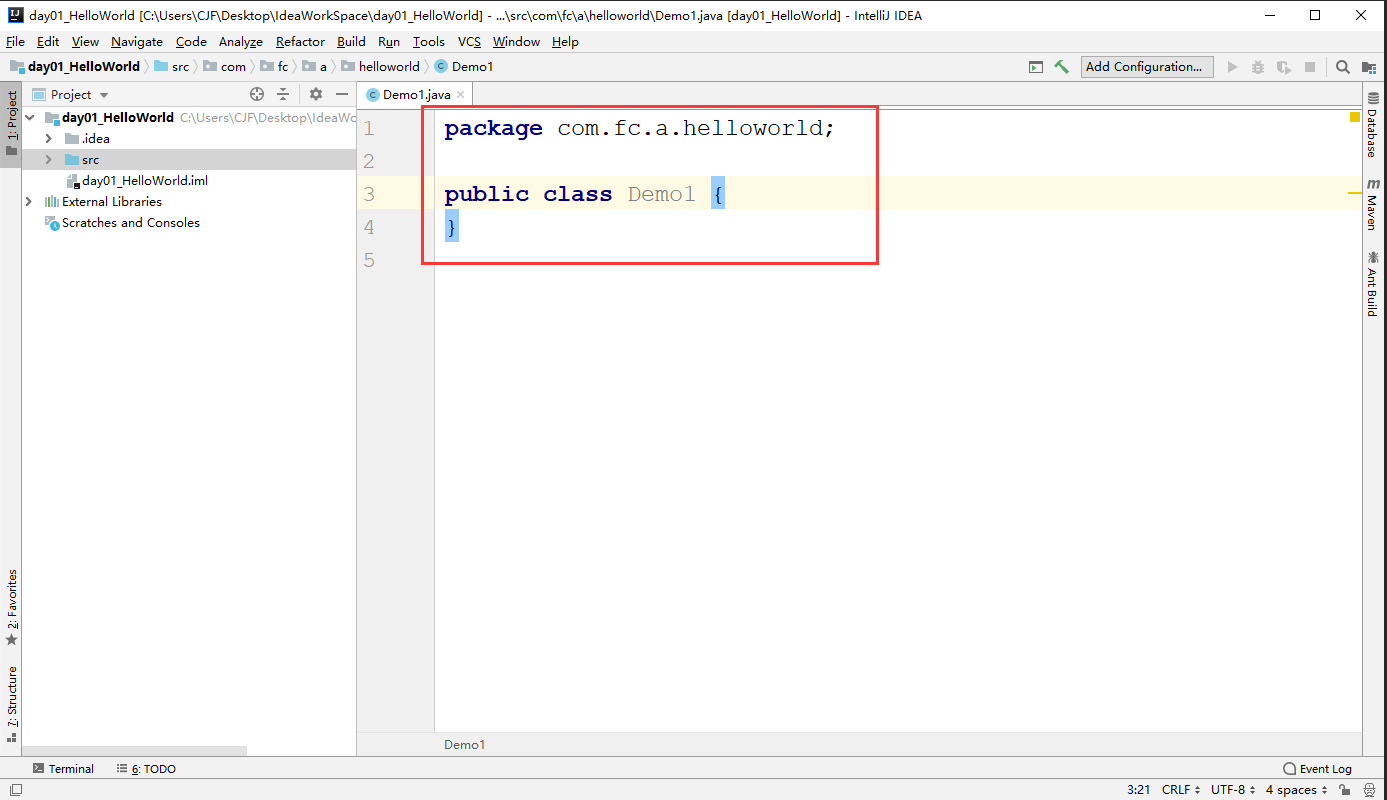 day01_HelloWorld [C:\Users\CJF\Desktop\IdeaWorkSpace\day01_HelloWorld] - ...\src\com\fc\a\helloworld\Demo1.java [day01_HelloWorld] - IntelliJ IDEA
File Edit View Navigate Code Analyze Refactor Build Run Tools VCS Window Help
day01_HelloWorld src com fc a helloworld C Demo1 Add Configuration...
1: Project
Project
C Demo1.java
day01_HelloWorld C:\Users\CJF\Desktop\IdeaWo
.idea
src
day01_HelloWorld.iml
External Libraries
Scratches and Consoles
1 package com.fc.a.helloworld;
2
3 public class Demo1 {
4 }
5
Database
m Maven
Ant Build
2: Favorites
7: Structure
Demo1
Terminal 6: TODO Event Log
3:21 CRLF UTF-8 4 spaces